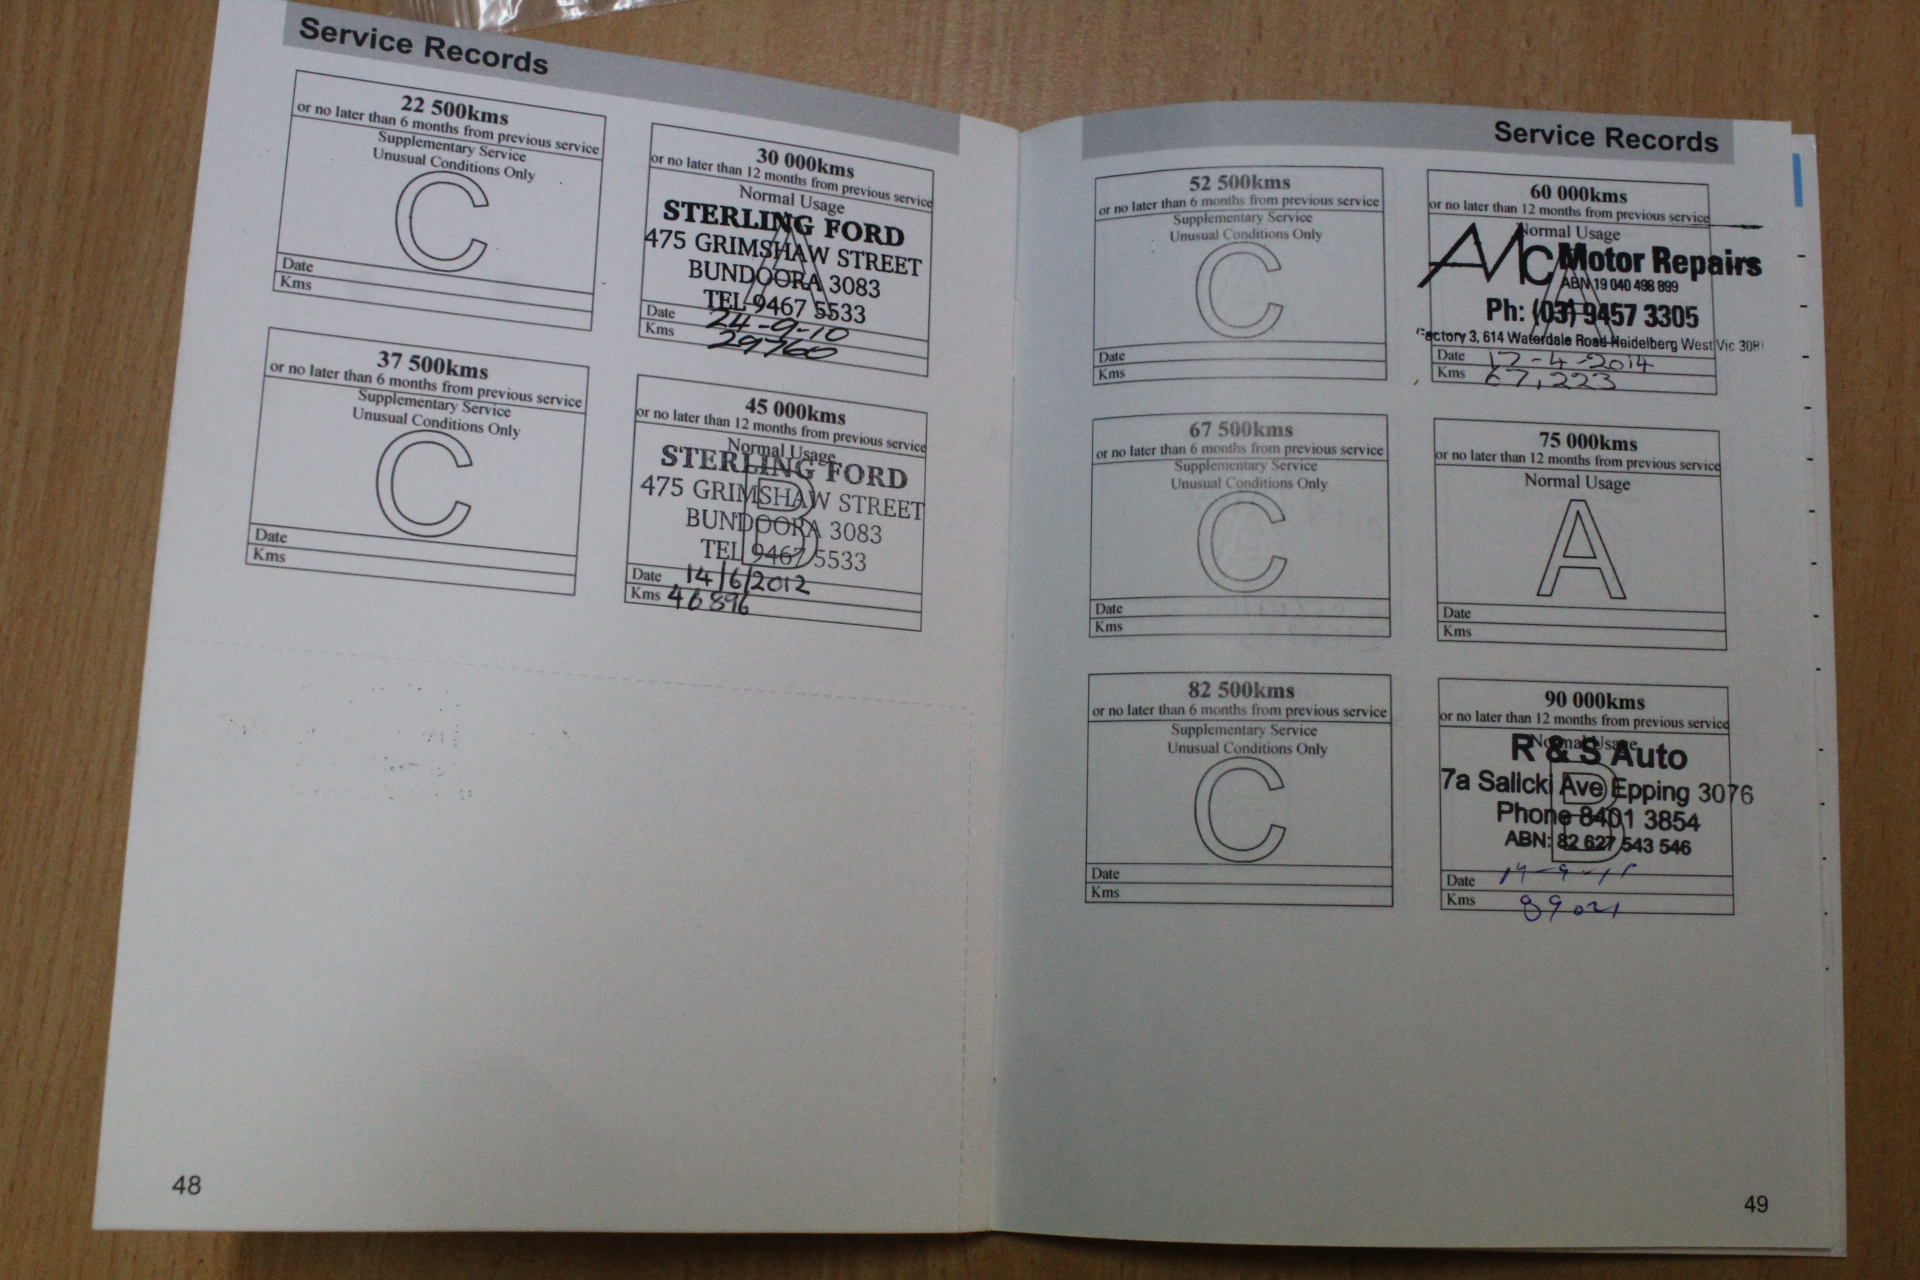 Service Records
22 500kms
or no later than 6 months from previous service
Supplementary Service
Unusual Conditions Only
C
Date
Kms
30 000kms
or no later than 12 months from previous service
Normal Usage
A
STERLING FORD
475 GRIMSHAW STREET
BUNDOORA 3083
TEL 9467 5533
Date 24-9-10
Kms 29760
37 500kms
or no later than 6 months from previous service
Supplementary Service
Unusual Conditions Only
C
Date
Kms
45 000kms
or no later than 12 months from previous service
Normal Usage
B
STERLING FORD
475 GRIMSHAW STREET
BUNDOORA 3083
TEL 9467 5533
Date 14/6/2012
Kms 46896
48
Service Records
52 500kms
or no later than 6 months from previous service
Supplementary Service
Unusual Conditions Only
C
Date
Kms
60 000kms
or no later than 12 months from previous service
Normal Usage
A
AMc Motor Repairs
ABN 19 040 498 899
Ph: (03) 9457 3305
Factory 3, 614 Waterdale Road Heidelberg West Vic 3081
Date 17-4-2014
Kms 67,223
67 500kms
or no later than 6 months from previous service
Supplementary Service
Unusual Conditions Only
C
Date
Kms
75 000kms
or no later than 12 months from previous service
Normal Usage
A
Date
Kms
82 500kms
or no later than 6 months from previous service
Supplementary Service
Unusual Conditions Only
C
Date
Kms
90 000kms
or no later than 12 months from previous service
Normal Usage
B
R & S Auto
7a Salicki Ave Epping 3076
Phone 8401 3854
ABN: 82 627 543 546
Date
Kms 89021
49